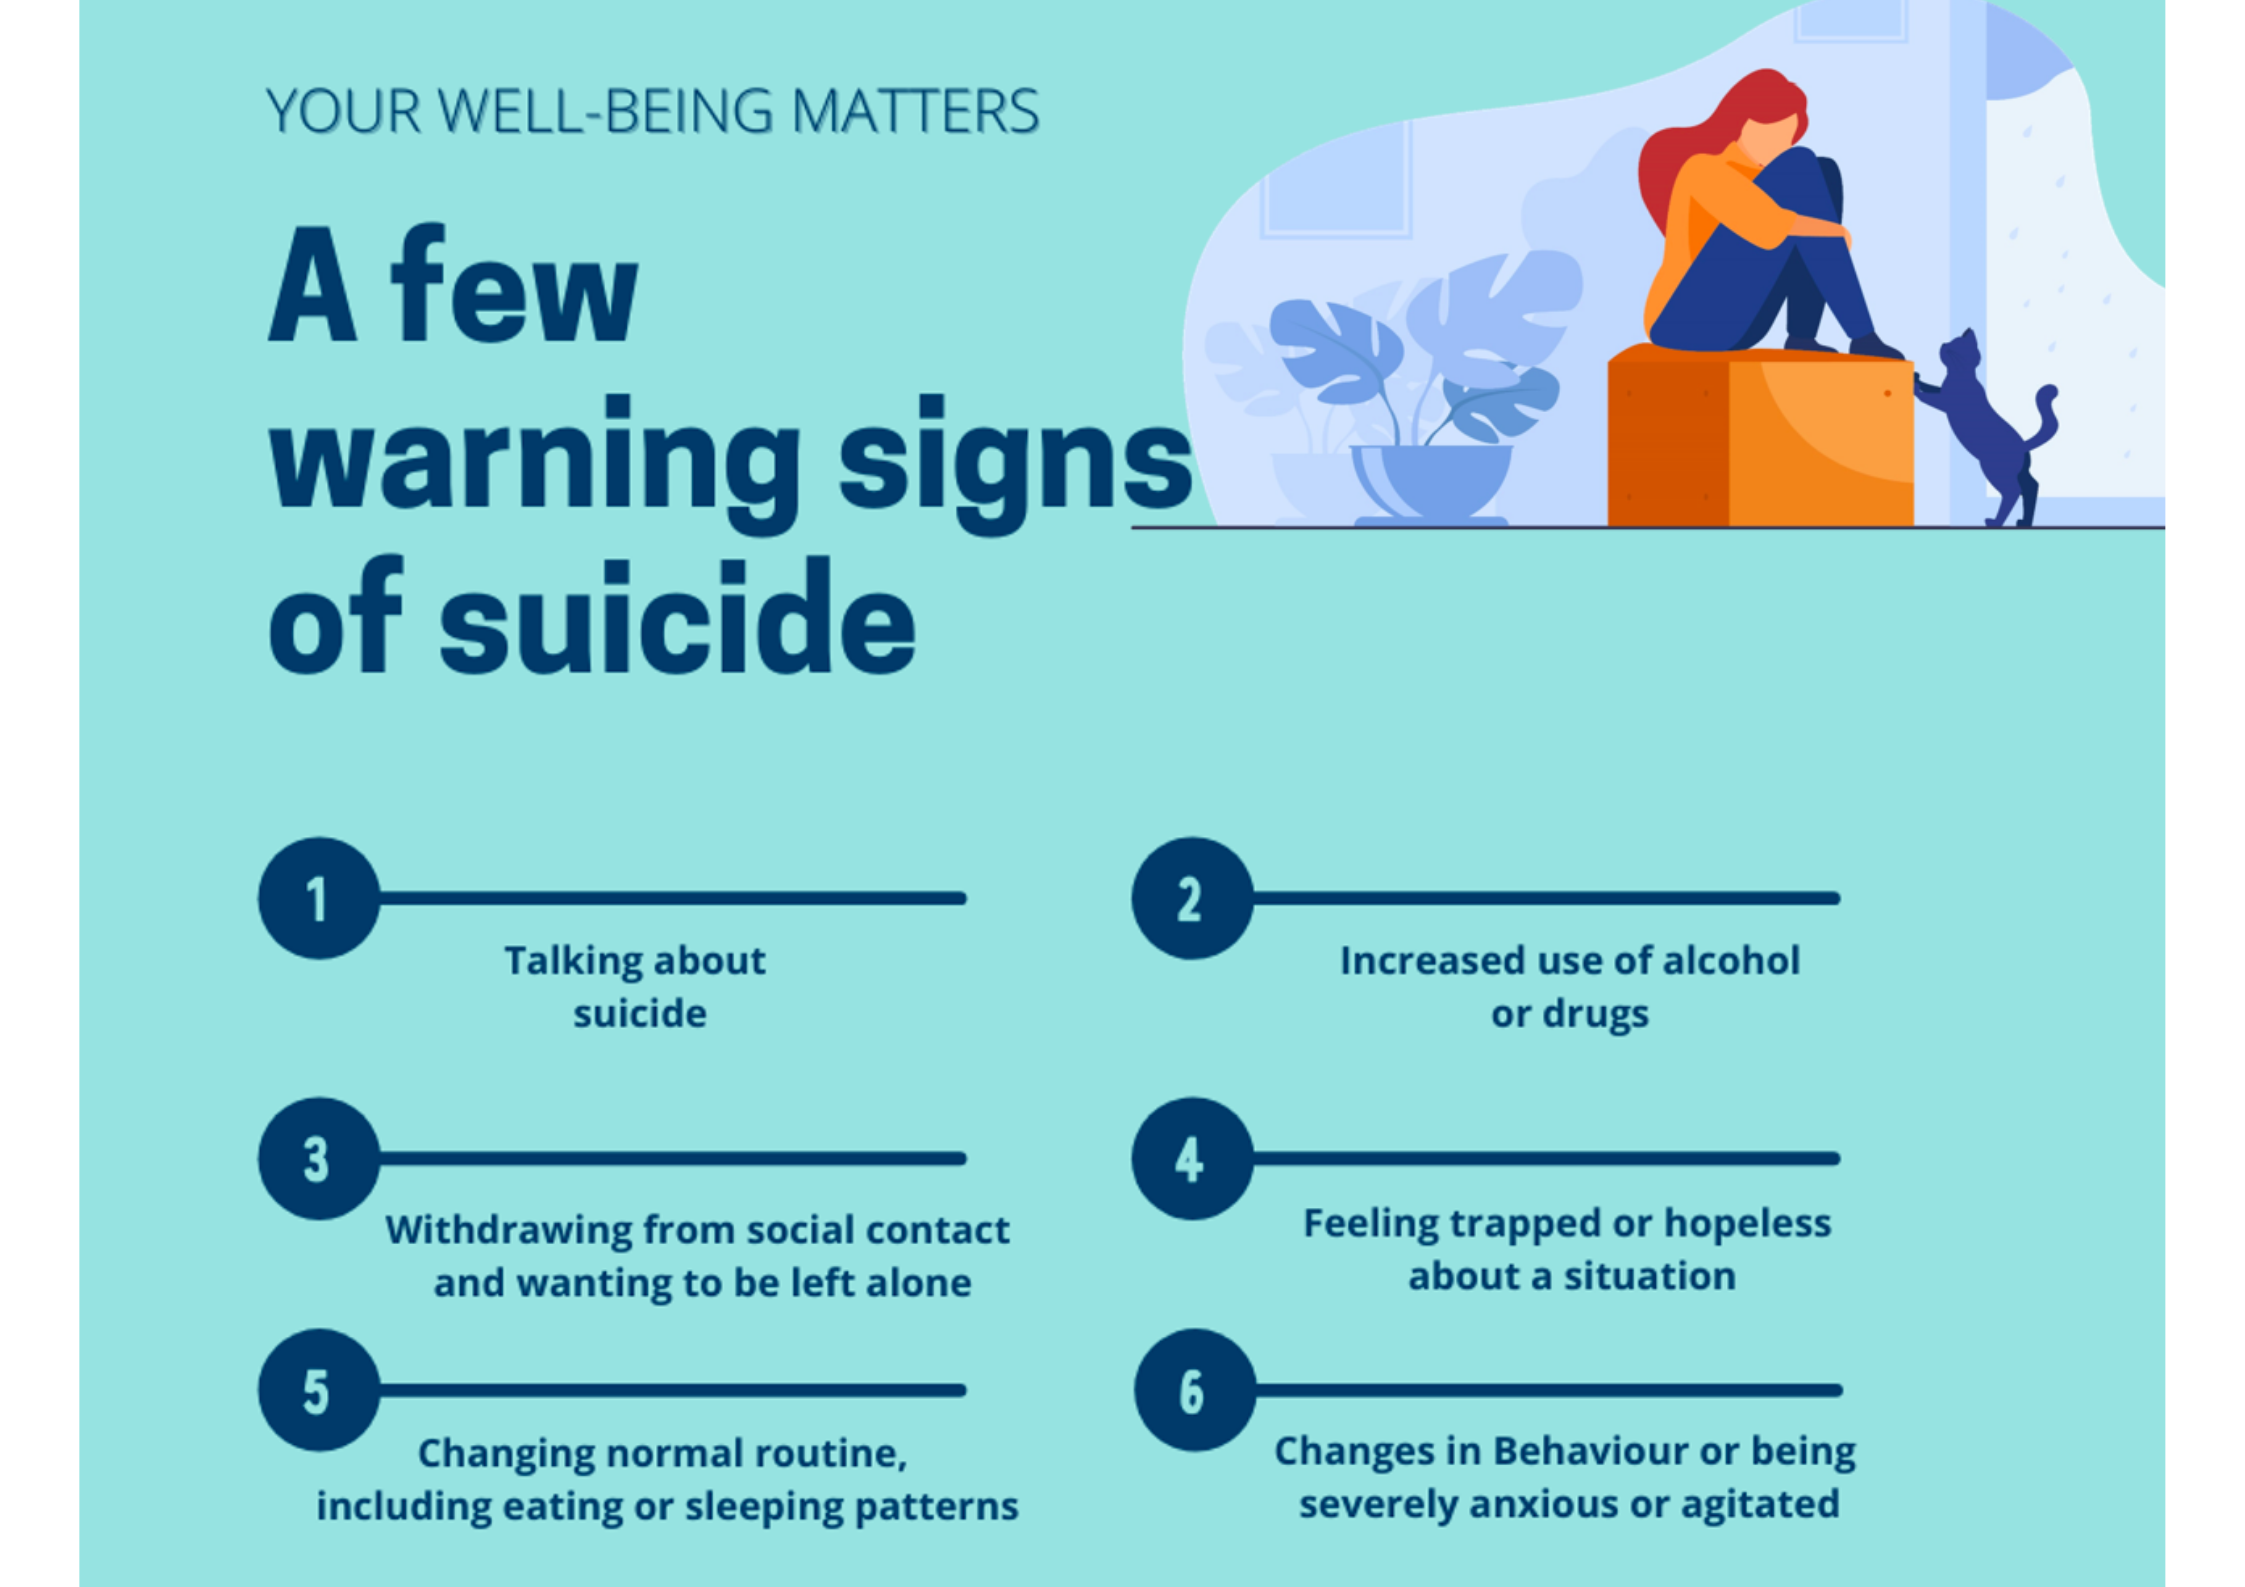 YOUR WELL-BEING MATTERS
A few
warning signs
of suicide
1
Talking about
suicide
2
Increased use of alcohol
or drugs
3
Withdrawing from social contact
and wanting to be left alone
4
Feeling trapped or hopeless
about a situation
5
Changing normal routine,
including eating or sleeping patterns
6
Changes in Behaviour or being
severely anxious or agitated